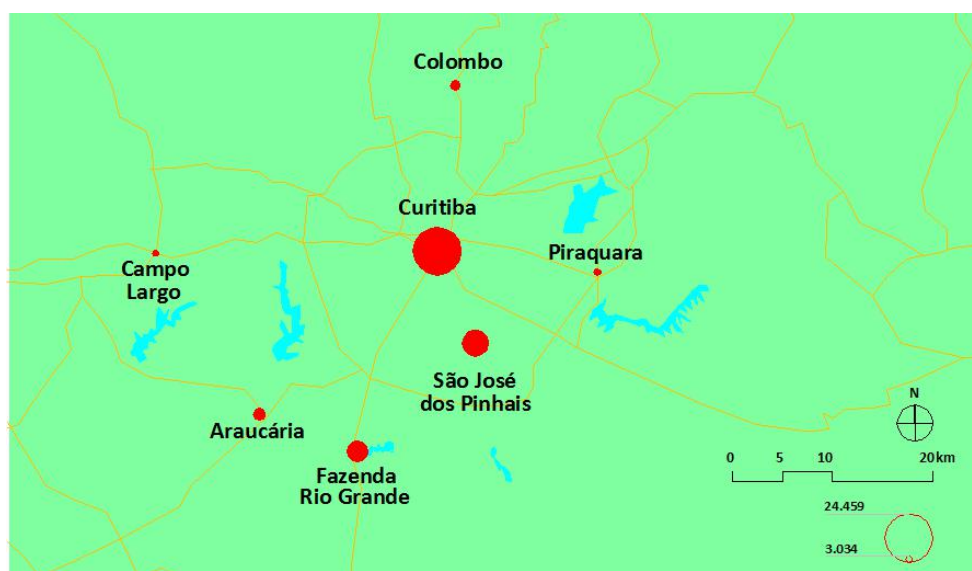 Colombo
Curitiba
Piraquara
Campo
Largo
São José
dos Pinhais
Araucária
Fazenda
Rio Grande
N
0 5 10 20km
24.459
3.034